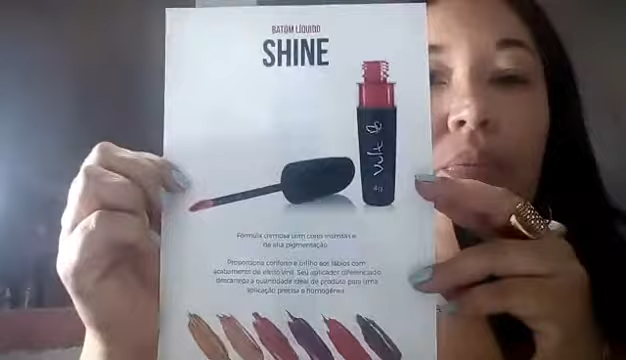 BATOM LÍQUIDO
SHINE
Vult
Fórmula cremosa com cores intensas e
de alta pigmentação.
Proporciona conforto e brilho aos lábios com
acabamento de efeito vinil. Seu aplicador diferenciado
descarrega a quantidade ideal de produto para uma
aplicação precisa e homogênea.